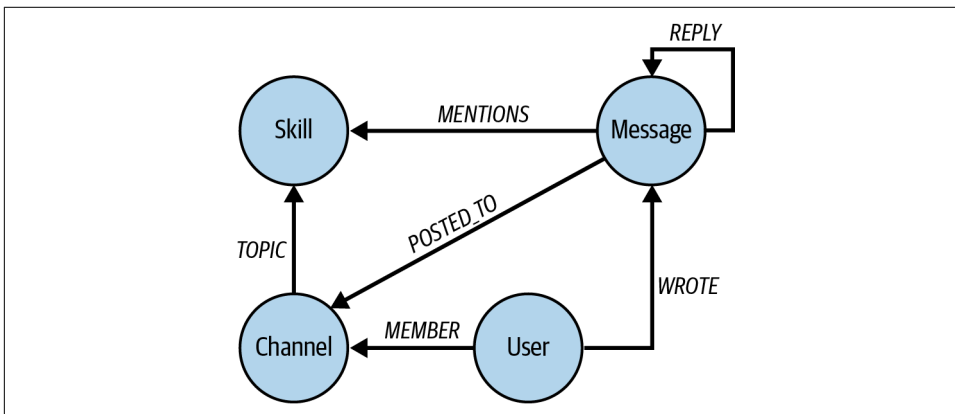 REPLY
Skill
MENTIONS
Message
POSTED_TO
TOPIC
WROTE
Channel
MEMBER
User